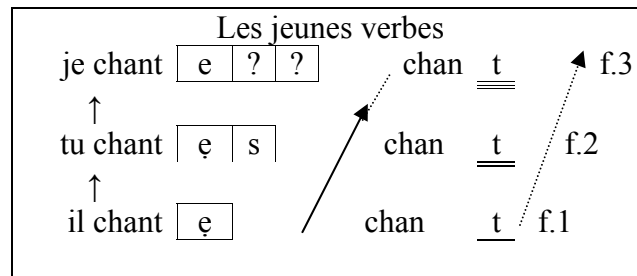 Les jeunes verbes
je chant e ? ? chan t f.3
↑
tu chant ẹ s chan t f.2
↑
il chant ẹ chan t f.1